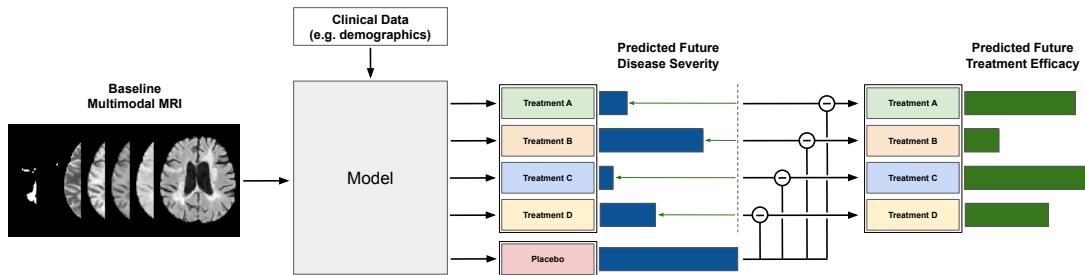 Clinical Data
(e.g. demographics)
Baseline
Multimodal MRI
Model
Predicted Future
Disease Severity
Treatment A
Treatment B
Treatment C
Treatment D
Placebo
Predicted Future
Treatment Efficacy
Treatment A
Treatment B
Treatment C
Treatment D